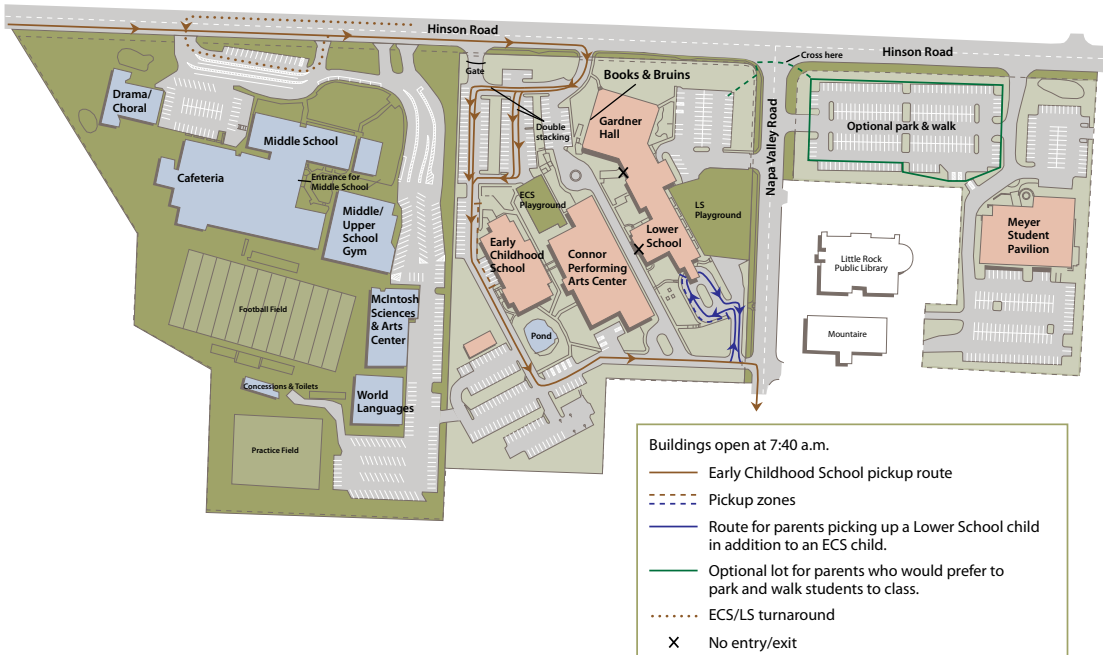 Hinson Road
Hinson Road
Cross here
Gate
Books & Bruins
Drama/
Choral
Double
stacking
Gardner
Hall
Napa Valley Road
Optional park & walk
Middle School
Cafeteria
Entrance for
Middle School
ECS
Playground
LS
Playground
Middle/
Upper
School
Gym
Early
Childhood
School
Lower
School
Connor
Performing
Arts Center
Meyer
Student
Pavilion
Little Rock
Public Library
McIntosh
Sciences
& Arts
Center
Football Field
Pond
Mountaire
Concessions & Toilets
World
Languages
Practice Field
Buildings open at 7:40 a.m.
Early Childhood School pickup route
Pickup zones
Route for parents picking up a Lower School child
in addition to an ECS child.
Optional lot for parents who would prefer to
park and walk students to class.
ECS/LS turnaround
No entry/exit